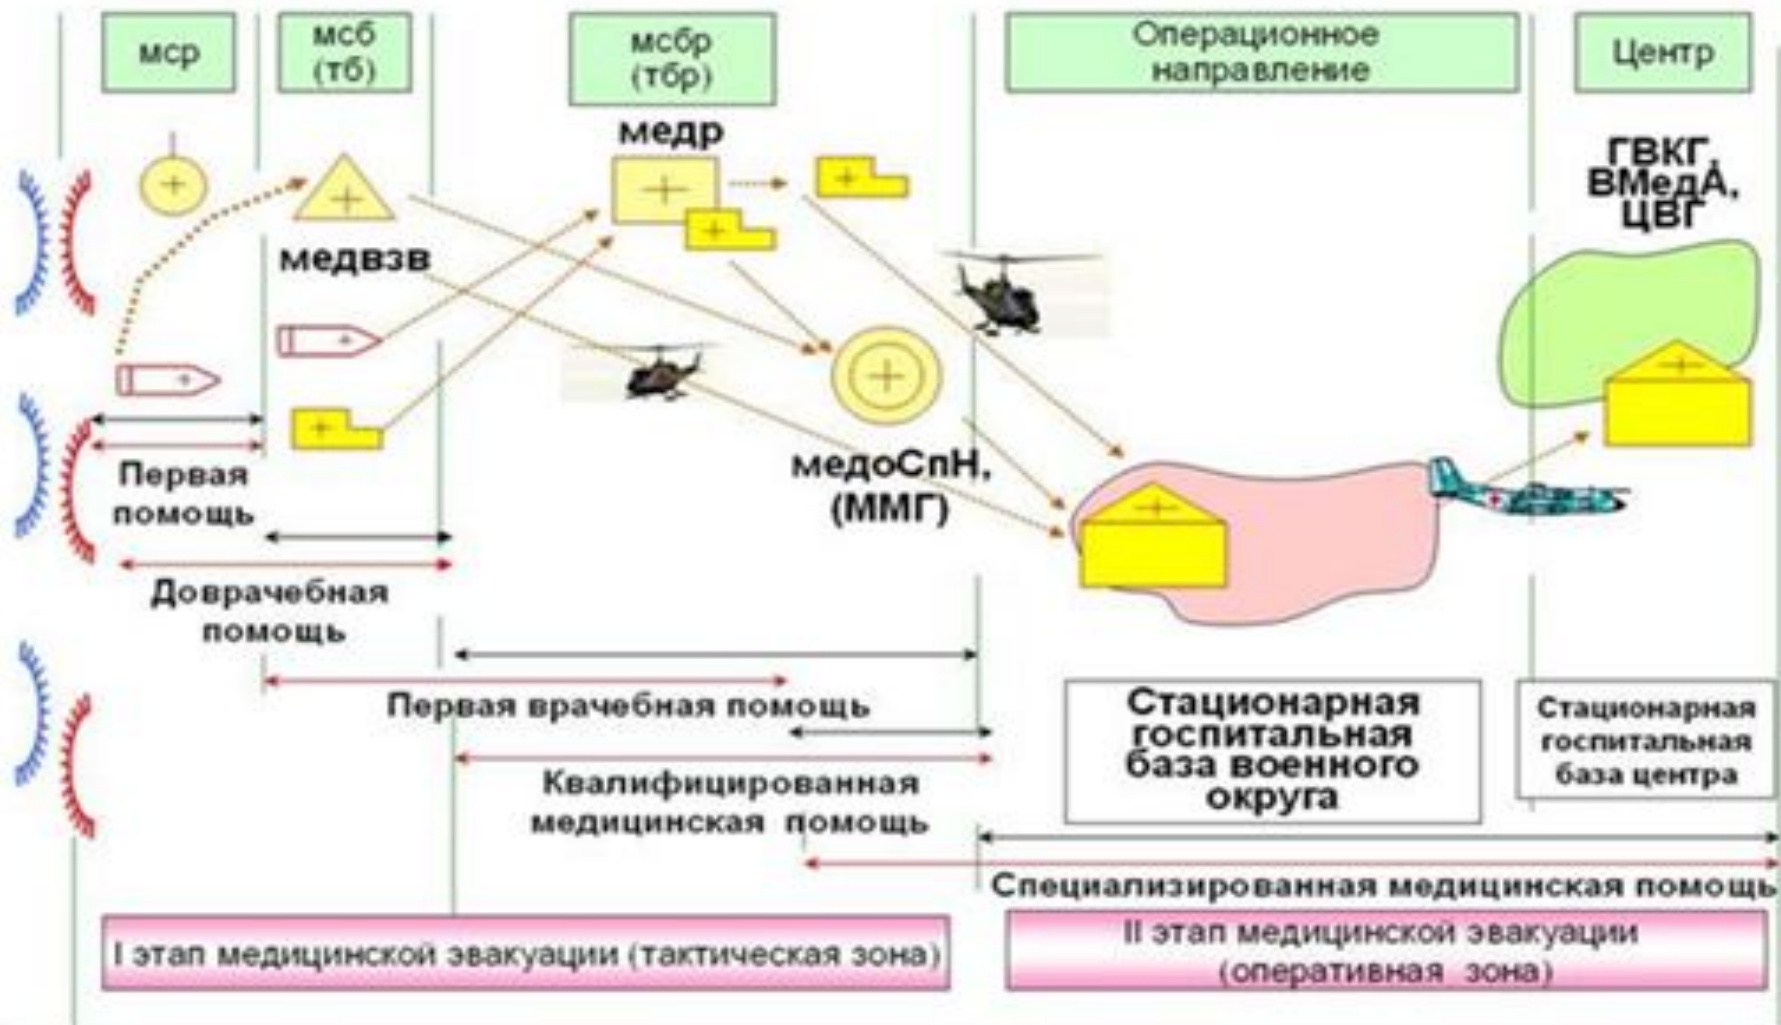 мср
мсб
(тб)
мсбр
(тбр)
Операционное
направление
Центр
медр
ГВКГ,
ВМедА,
ЦВГ
медвзв
Первая
помощь
медоСпН,
(ММГ)
Доврачебная
помощь
Первая врачебная помощь
Стационарная
госпитальная
база военного
округа
Стационарная
госпитальная
база центра
Квалифицированная
медицинская помощь
Специализированная медицинская помощь
I этап медицинской эвакуации (тактическая зона)
II этап медицинской эвакуации
(оперативная зона)